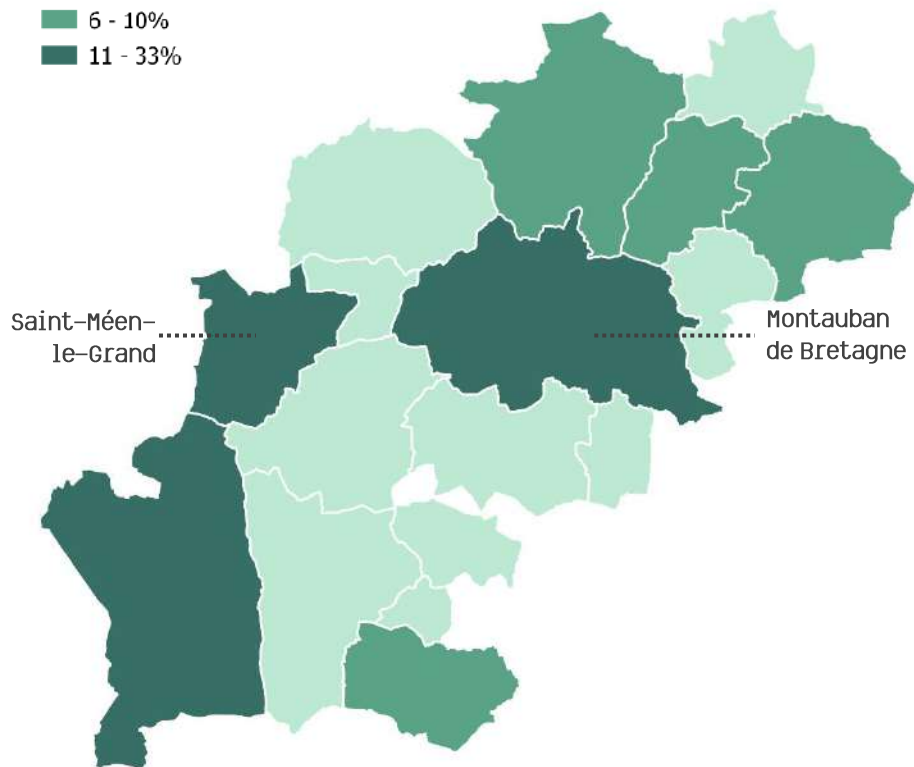 6 - 10%
11 - 33%
Saint-Méen-
le-Grand
Montauban
de Bretagne